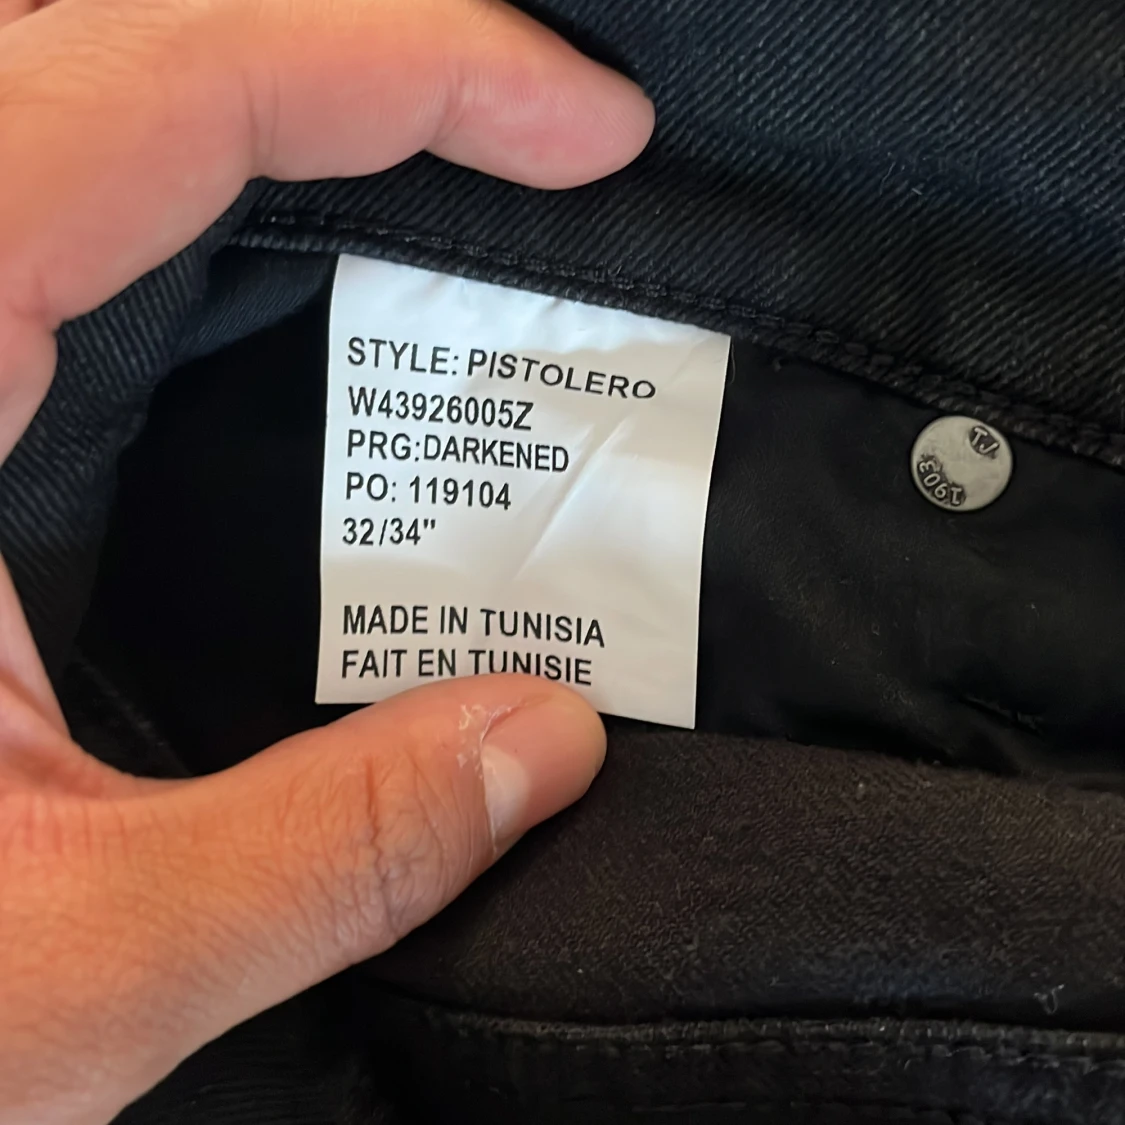 STYLE: PISTOLERO
W43926005Z
PRG:DARKENED
PO: 119104
32/34"
MADE IN TUNISIA
FAIT EN TUNISIE
TJ
1903